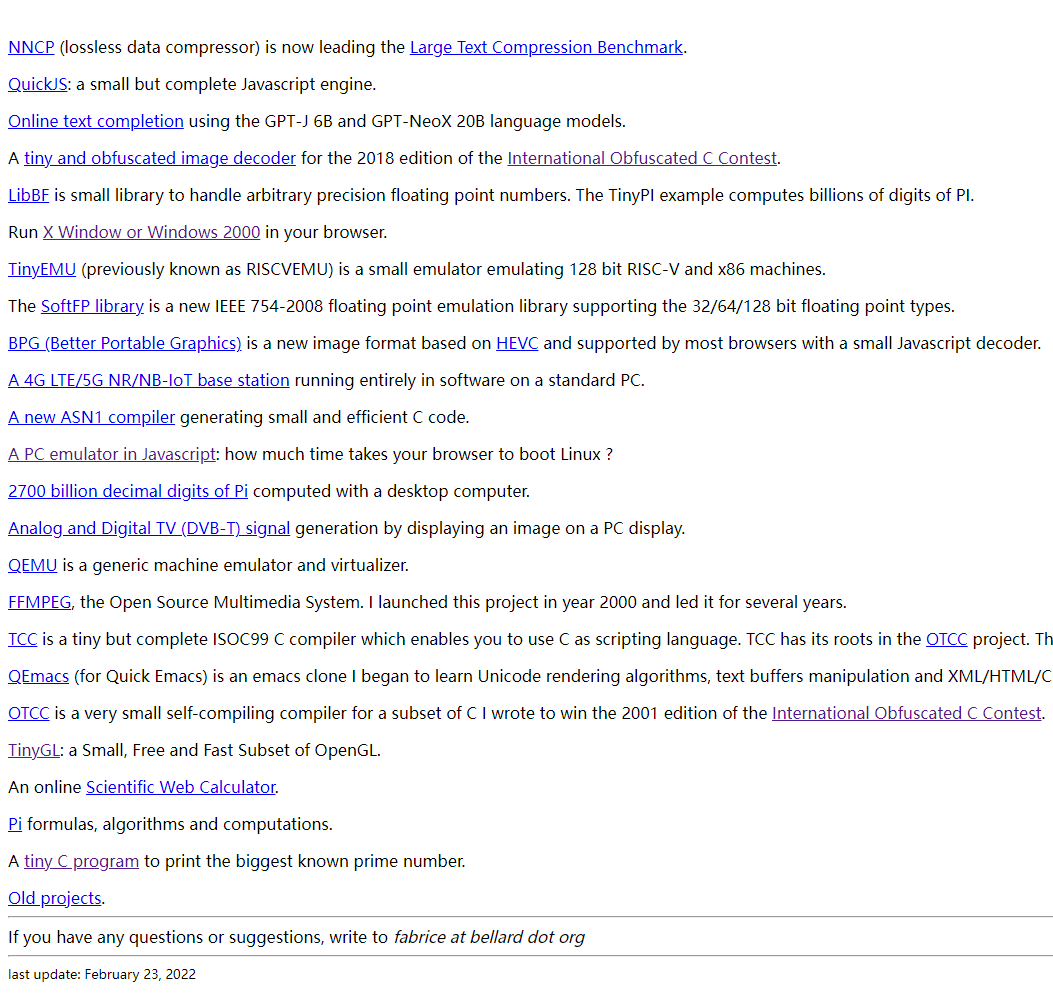 NNCP (lossless data compressor) is now leading the Large Text Compression Benchmark.
QuickJS: a small but complete Javascript engine.
Online text completion using the GPT-J 6B and GPT-NeoX 20B language models.
A tiny and obfuscated image decoder for the 2018 edition of the International Obfuscated C Contest.
LibBF is small library to handle arbitrary precision floating point numbers. The TinyPI example computes billions of digits of PI.
Run X Window or Windows 2000 in your browser.
TinyEMU (previously known as RISCVEMU) is a small emulator emulating 128 bit RISC-V and x86 machines.
The SoftFP library is a new IEEE 754-2008 floating point emulation library supporting the 32/64/128 bit floating point types.
BPG (Better Portable Graphics) is a new image format based on HEVC and supported by most browsers with a small Javascript decoder.
A 4G LTE/5G NR/NB-IoT base station running entirely in software on a standard PC.
A new ASN1 compiler generating small and efficient C code.
A PC emulator in Javascript: how much time takes your browser to boot Linux ?
2700 billion decimal digits of Pi computed with a desktop computer.
Analog and Digital TV (DVB-T) signal generation by displaying an image on a PC display.
QEMU is a generic machine emulator and virtualizer.
FFMPEG, the Open Source Multimedia System. I launched this project in year 2000 and led it for several years.
TCC is a tiny but complete ISOC99 C compiler which enables you to use C as scripting language. TCC has its roots in the OTCC project. Th
QEmacs (for Quick Emacs) is an emacs clone I began to learn Unicode rendering algorithms, text buffers manipulation and XML/HTML/C
OTCC is a very small self-compiling compiler for a subset of C I wrote to win the 2001 edition of the International Obfuscated C Contest.
TinyGL: a Small, Free and Fast Subset of OpenGL.
An online Scientific Web Calculator.
Pi formulas, algorithms and computations.
A tiny C program to print the biggest known prime number.
Old projects.
If you have any questions or suggestions, write to fabrice at bellard dot org
last update: February 23, 2022